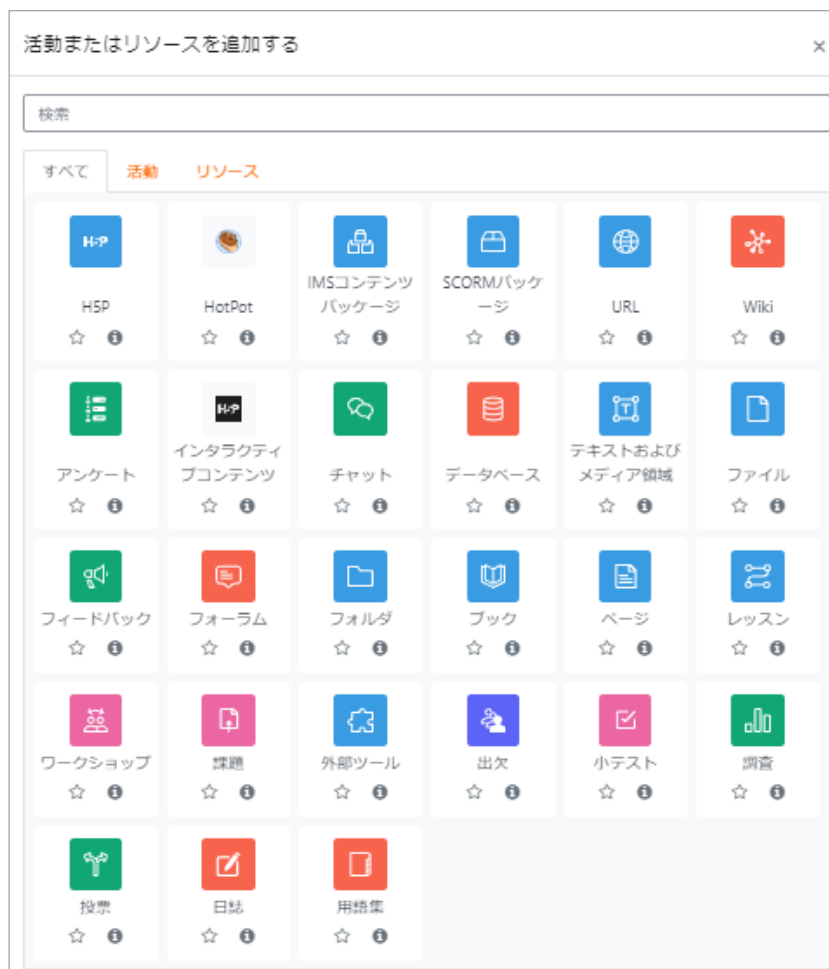 活動またはリソースを追加する
×
検索
すべて 活動 リソース
H5P
H5P HotPot IMSコンテンツパッケージ SCORMパッケージ URL Wiki
H5P
アンケート インタラクティブコンテンツ チャット データベース テキストおよびメディア領域 ファイル
フィードバック フォーラム フォルダ ブック ページ レッスン
ワークショップ 課題 外部ツール 出欠 小テスト 調査
投票 日誌 用語集